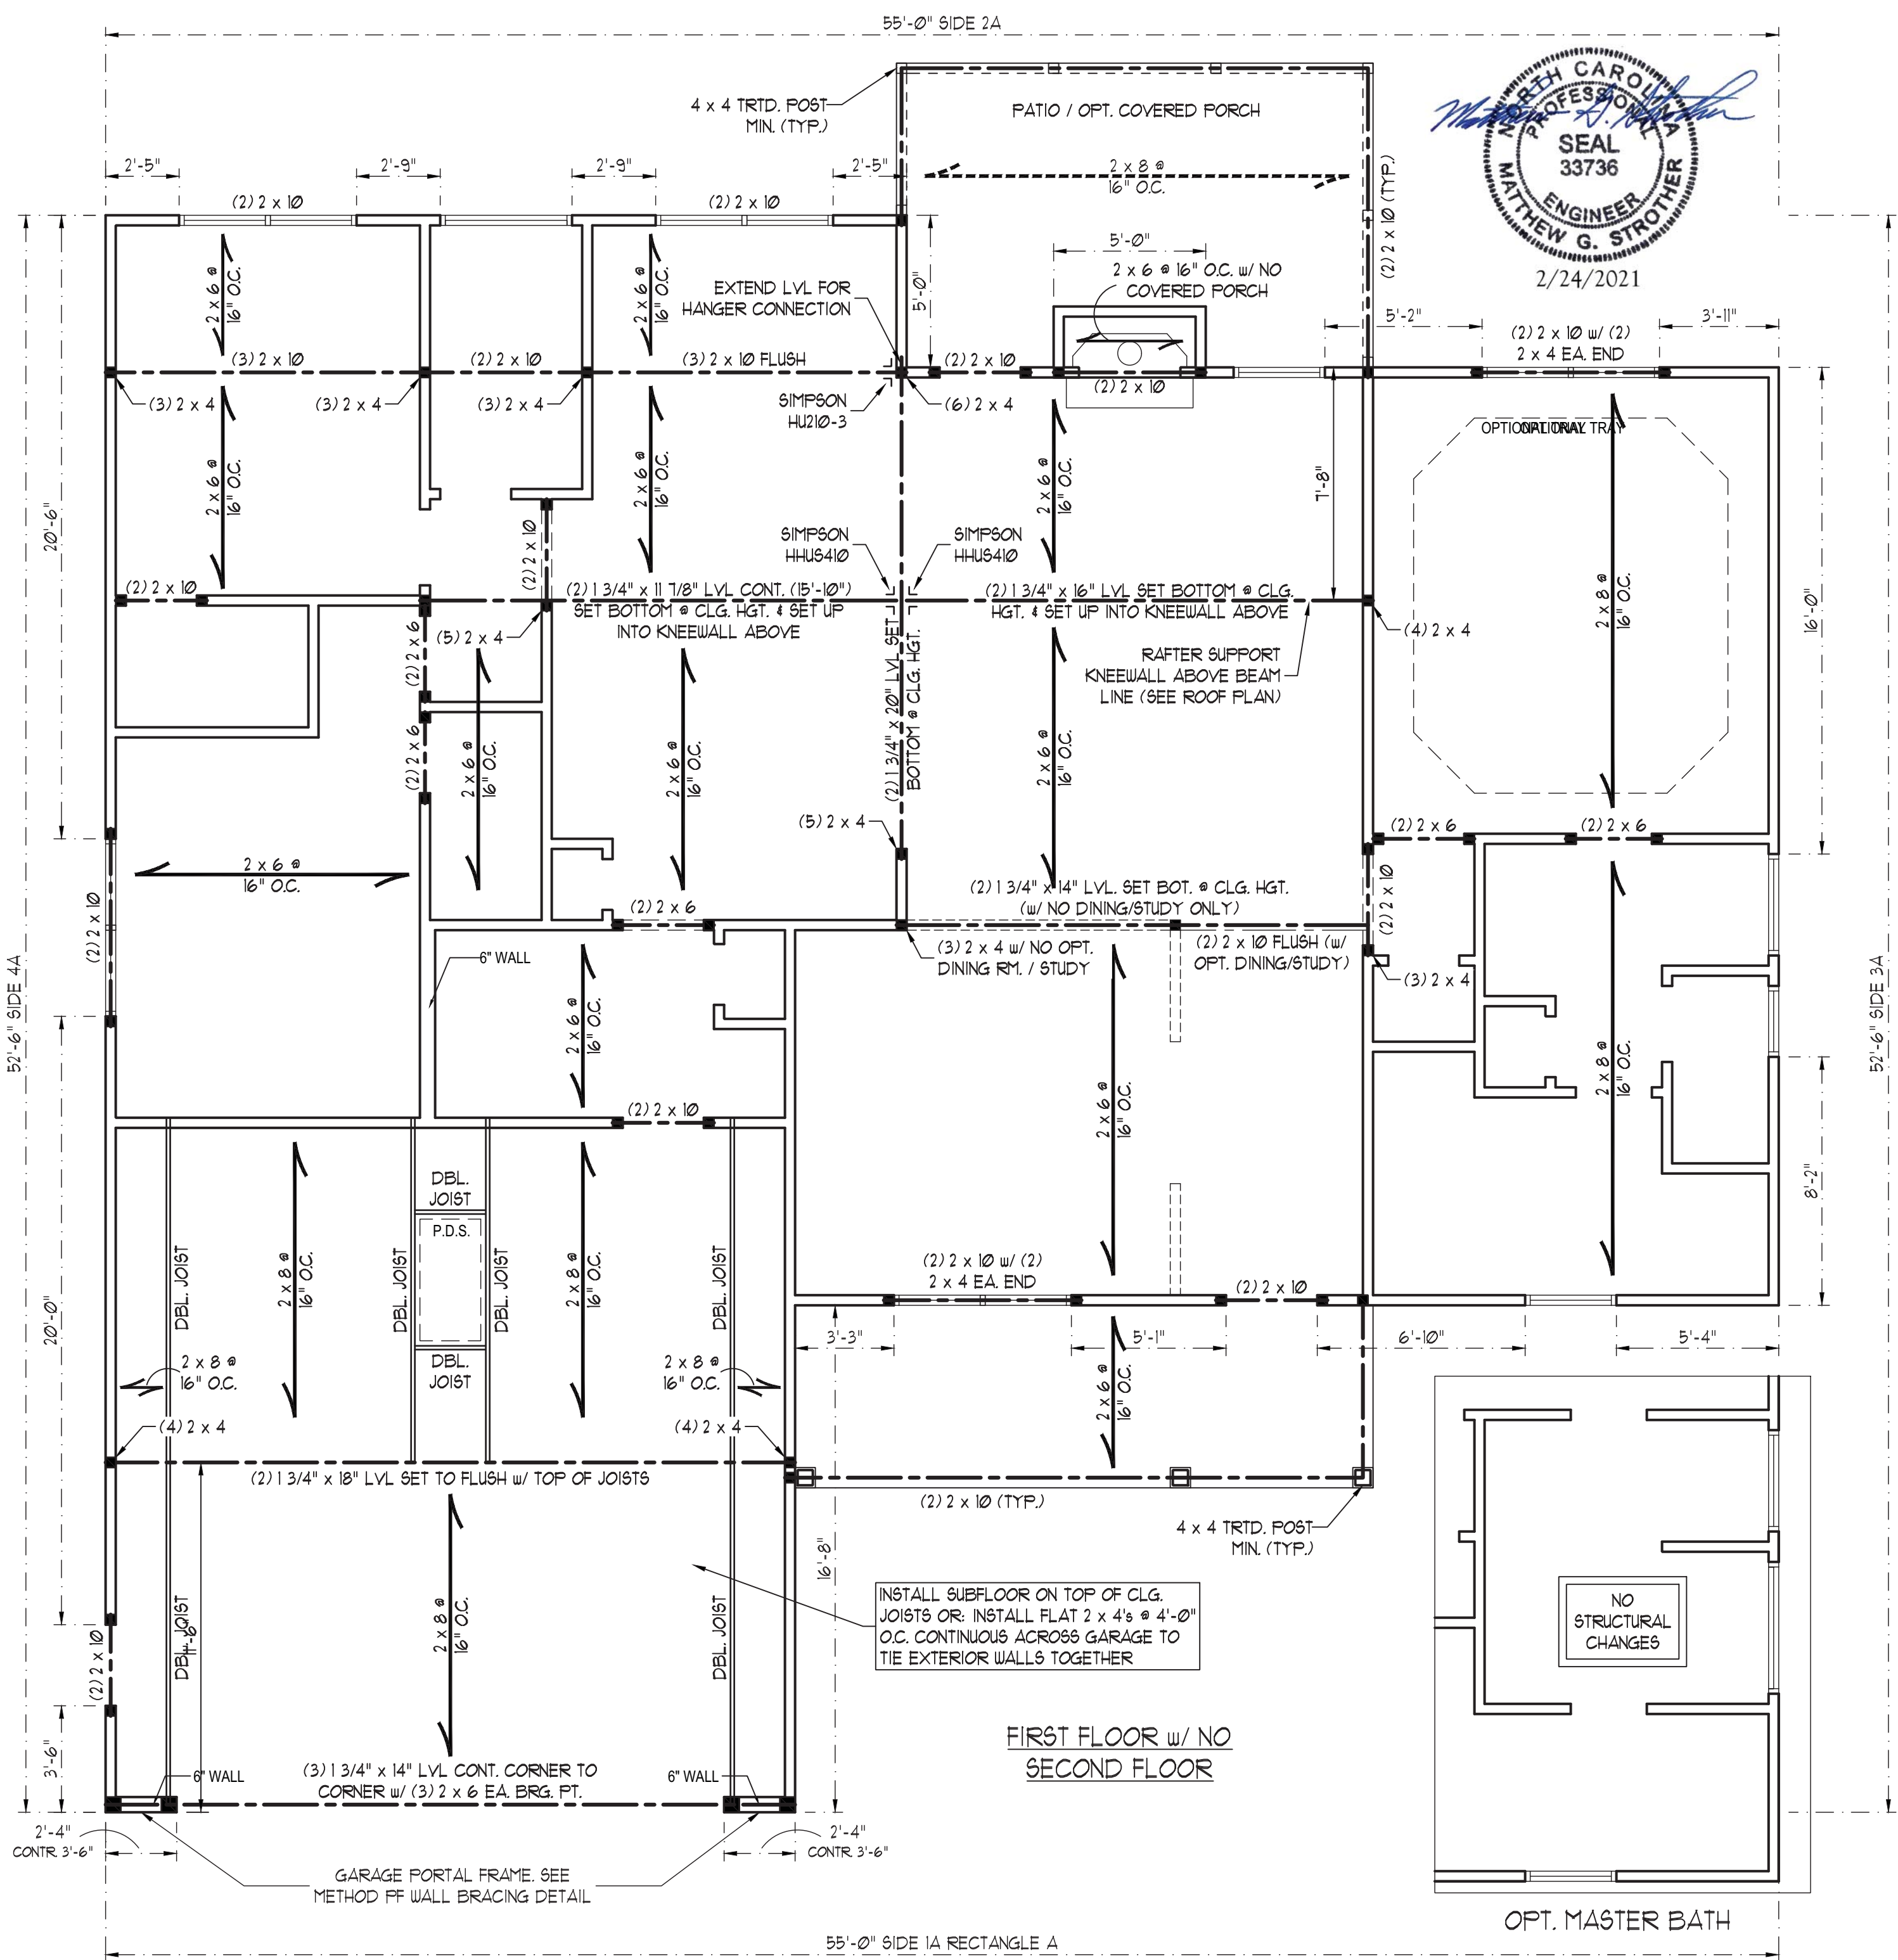 55'-0" SIDE 2A
4 x 4 TRTD. POST
MIN. (TYP.)
PATIO / OPT. COVERED PORCH
NORTH CAROLINA
PROFESSIONAL
SEAL
33736
ENGINEER
MATTHEW G. STROTHER
2/24/2021
2'-5"
2'-9"
2'-9"
2'-5"
2 x 8 @
16" O.C.
(2) 2 x 10 (TYP.)
(2) 2 x 10
(2) 2 x 10
5'-0"
2 x 6 @
16" O.C.
2 x 6 @
16" O.C.
EXTEND LVL FOR
HANGER CONNECTION
5'-0"
2 x 6 @ 16" O.C. w/ NO
COVERED PORCH
5'-2"
(2) 2 x 10 w/ (2)
2 x 4 EA. END
3'-11"
(3) 2 x 10
(2) 2 x 10
(3) 2 x 10 FLUSH
(2) 2 x 10
(2) 2 x 10
(3) 2 x 4
(3) 2 x 4
(3) 2 x 4
SIMPSON
HU210-3
(6) 2 x 4
OPTIONAL TRAY
2 x 6 @
16" O.C.
2 x 6 @
16" O.C.
2 x 6 @
16" O.C.
7'-8"
20'-6"
(2) 2 x 10
SIMPSON
HHUS410
SIMPSON
HHUS410
2 x 8 @
16" O.C.
16'-0"
(2) 2 x 10
(2) 1 3/4" x 11 7/8" LVL CONT. (15'-10")
SET BOTTOM @ CLG. HGT. & SET UP
INTO KNEEWALL ABOVE
(2) 1 3/4" x 16" LVL SET BOTTOM @ CLG.
HGT. & SET UP INTO KNEEWALL ABOVE
(5) 2 x 4
(4) 2 x 4
(2) 2 x 6
RAFTER SUPPORT
KNEEWALL ABOVE BEAM
LINE (SEE ROOF PLAN)
(2) 1 3/4" x 20" LVL SET
BOTTOM @ CLG. HGT.
(2) 2 x 6
2 x 6 @
16" O.C.
2 x 6 @
16" O.C.
2 x 6 @
16" O.C.
(5) 2 x 4
(2) 2 x 6
(2) 2 x 6
2 x 6 @
16" O.C.
(2) 2 x 10
(2) 1 3/4" x 14" LVL. SET BOT. @ CLG. HGT.
(w/ NO DINING/STUDY ONLY)
(2) 2 x 10
(2) 2 x 6
6" WALL
(3) 2 x 4 w/ NO OPT.
DINING RM. / STUDY
(2) 2 x 10 FLUSH (w/
OPT. DINING/STUDY)
(3) 2 x 4
52'-6" SIDE 4A
52'-6" SIDE 3A
2 x 6 @
16" O.C.
2 x 6 @
16" O.C.
2 x 8 @
16" O.C.
(2) 2 x 10
8'-2"
DBL.
JOIST
P.D.S.
DBL. JOIST
2 x 8 @
16" O.C.
DBL. JOIST
DBL. JOIST
2 x 8 @
16" O.C.
DBL. JOIST
DBL.
JOIST
20'-0"
(2) 2 x 10 w/ (2)
2 x 4 EA. END
(2) 2 x 10
3'-3"
5'-1"
6'-10"
5'-4"
2 x 8 @
16" O.C.
2 x 8 @
16" O.C.
2 x 6 @
16" O.C.
(4) 2 x 4
(4) 2 x 4
(2) 1 3/4" x 18" LVL SET TO FLUSH w/ TOP OF JOISTS
(2) 2 x 10 (TYP.)
4 x 4 TRTD. POST
MIN. (TYP.)
16'-8"
INSTALL SUBFLOOR ON TOP OF CLG.
JOISTS OR: INSTALL FLAT 2 x 4's @ 4'-0"
O.C. CONTINUOUS ACROSS GARAGE TO
TIE EXTERIOR WALLS TOGETHER
(2) 2 x 10
DBL. JOIST
2 x 8 @
16" O.C.
DBL. JOIST
NO
STRUCTURAL
CHANGES
3'-6"
FIRST FLOOR w/ NO
SECOND FLOOR
6" WALL
(3) 1 3/4" x 14" LVL CONT. CORNER TO
CORNER w/ (3) 2 x 6 EA. BRG. PT.
6" WALL
2'-4"
CONTR. 3'-6"
2'-4"
CONTR. 3'-6"
GARAGE PORTAL FRAME. SEE
METHOD PF WALL BRACING DETAIL
OPT. MASTER BATH
55'-0" SIDE 1A RECTANGLE A